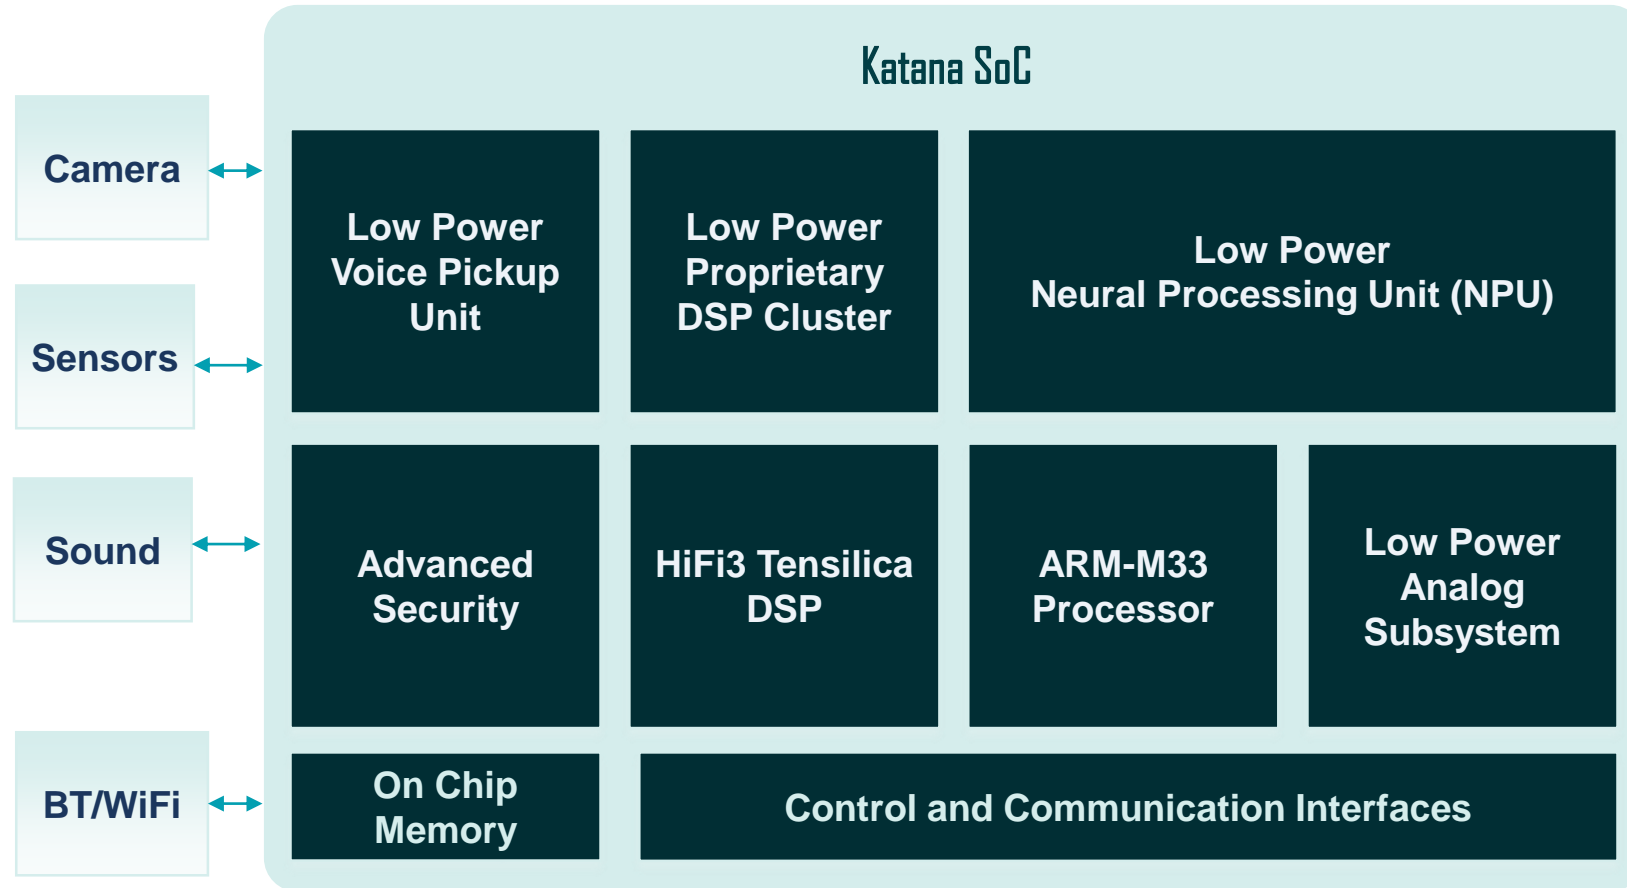 Katana SoC
Camera
Sensors
Sound
BT/WiFi
Low Power
Voice Pickup
Unit
Low Power
Proprietary
DSP Cluster
Low Power
Neural Processing Unit (NPU)
Advanced
Security
HiFi3 Tensilica
DSP
ARM-M33
Processor
Low Power
Analog
Subsystem
On Chip
Memory
Control and Communication Interfaces